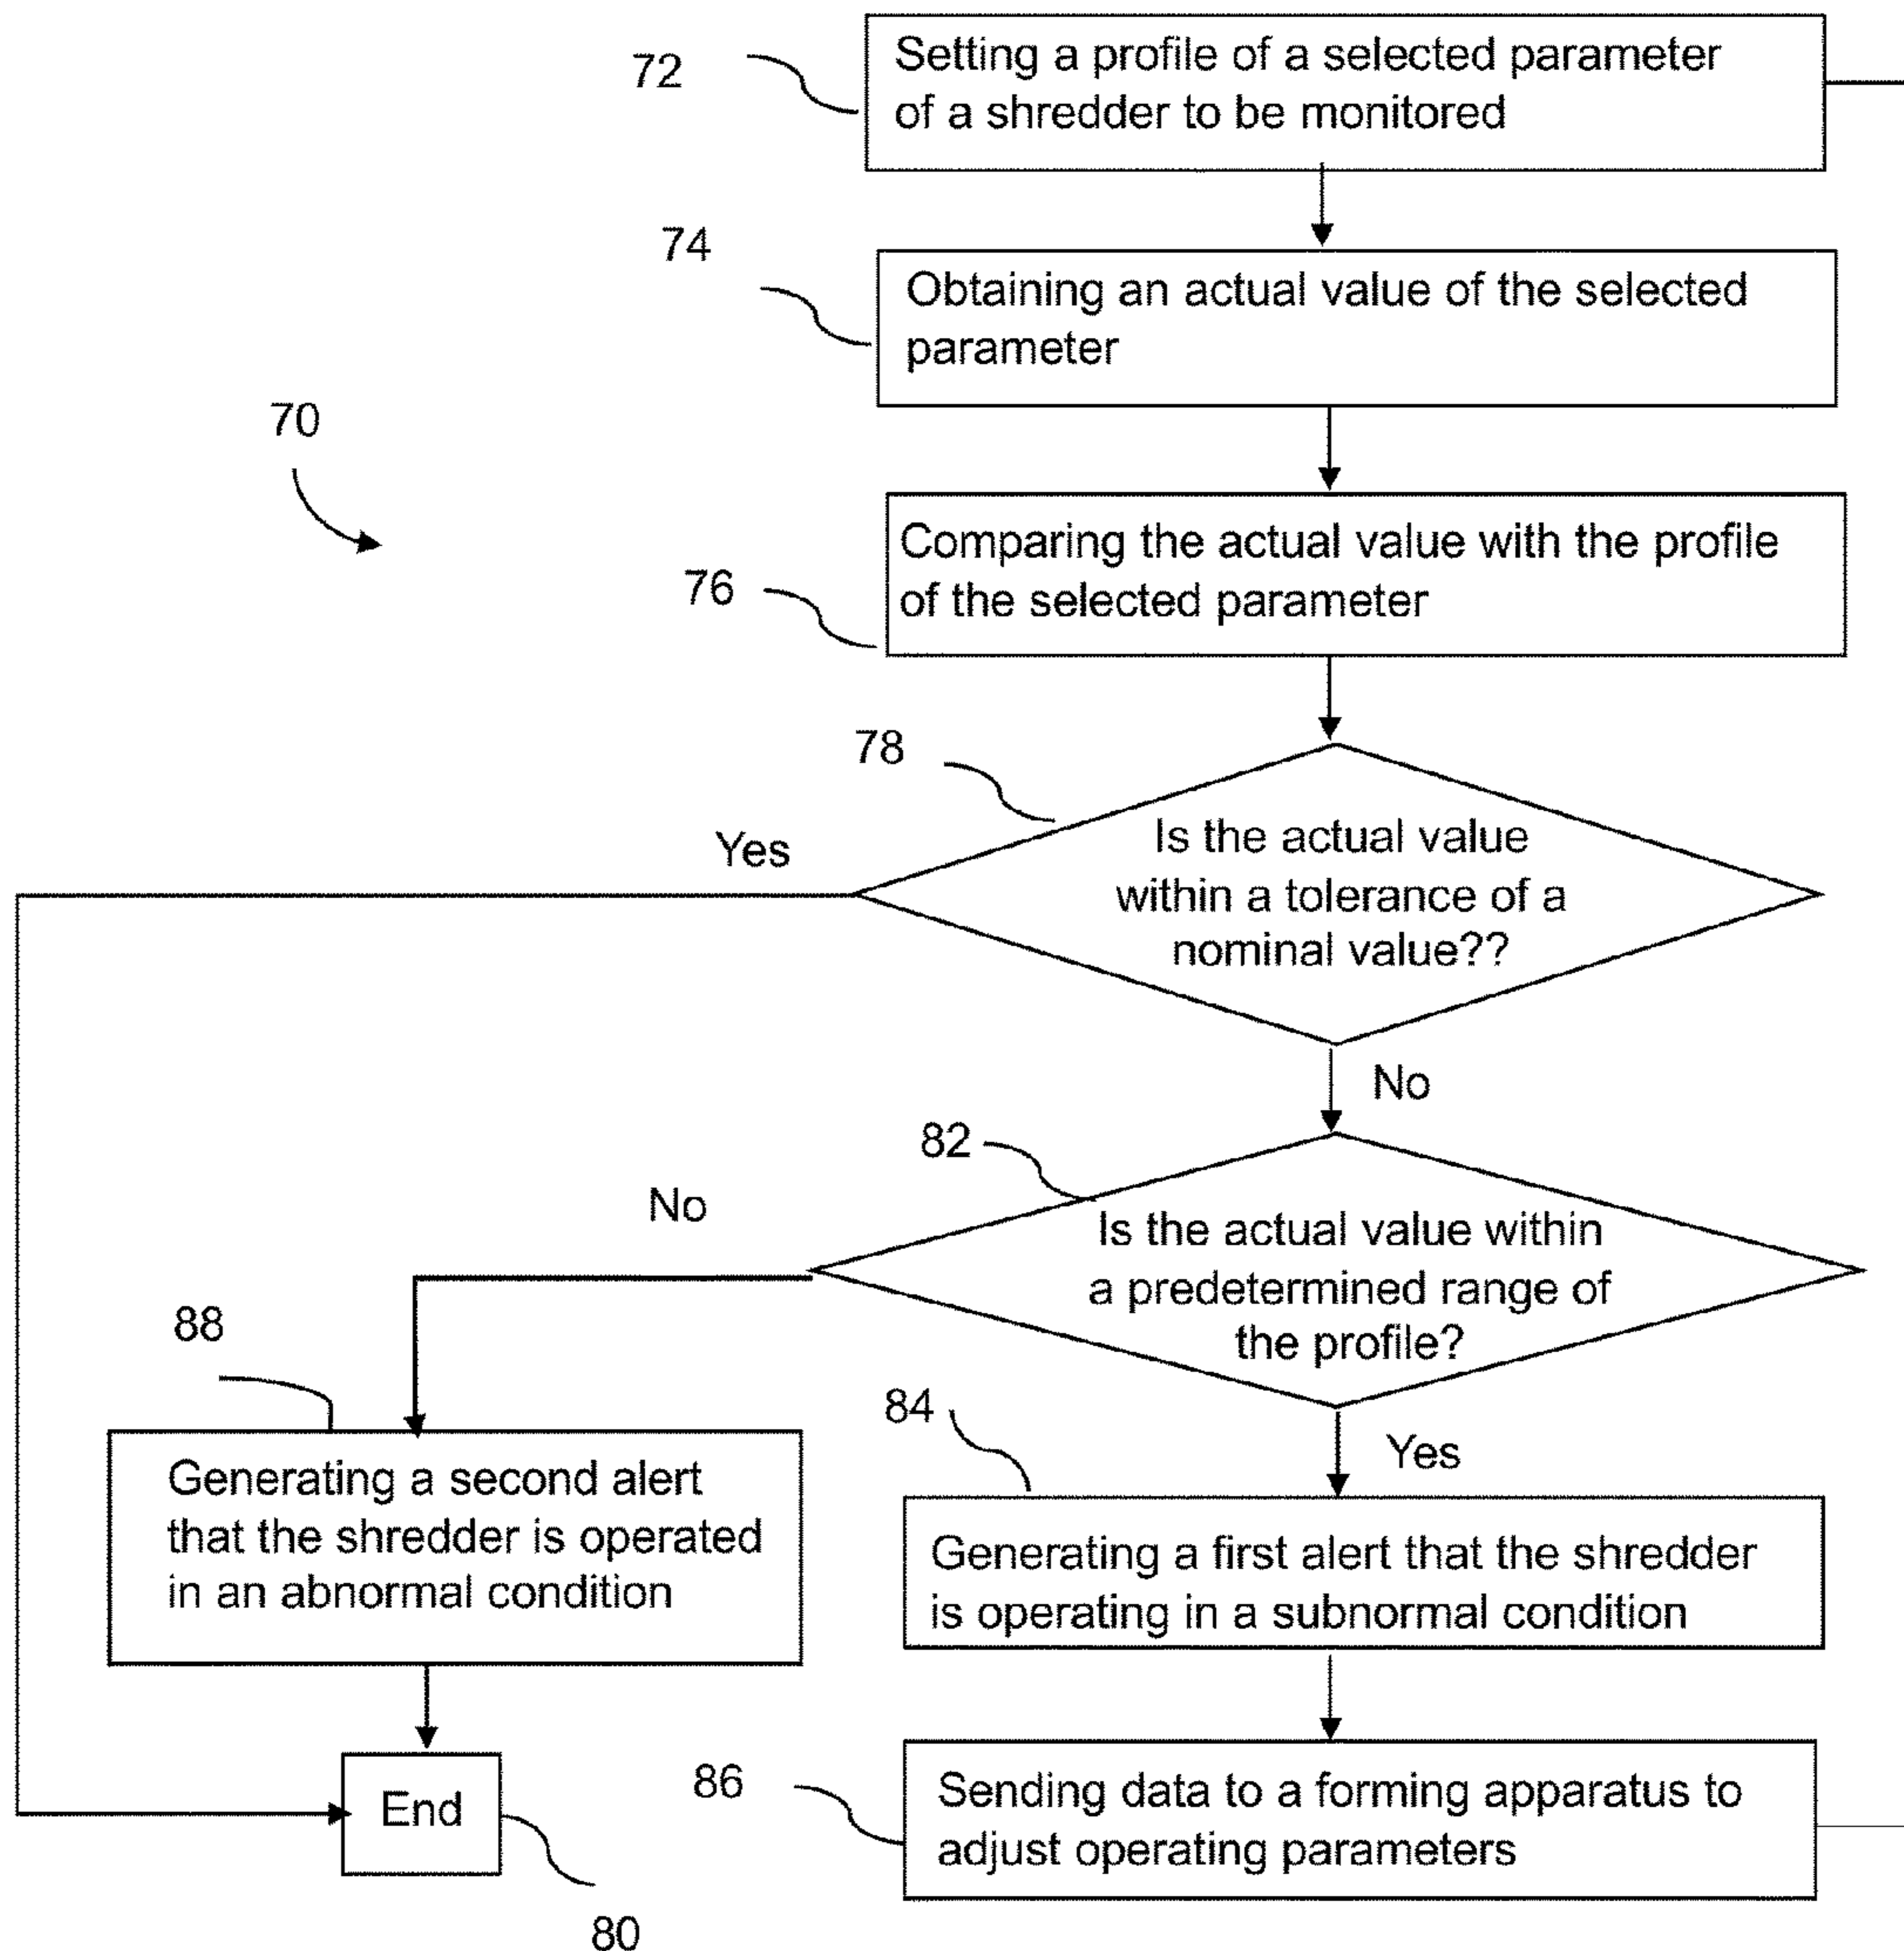 72
Setting a profile of a selected parameter
of a shredder to be monitored
74
Obtaining an actual value of the selected
parameter
70
76
Comparing the actual value with the profile
of the selected parameter
78
Is the actual value
within a tolerance of a
nominal value??
Yes
No
82
Is the actual value within
a predetermined range of
the profile?
No
Yes
88
Generating a second alert
that the shredder is operated
in an abnormal condition
84
Generating a first alert that the shredder
is operating in a subnormal condition
86
Sending data to a forming apparatus to
adjust operating parameters
End
80